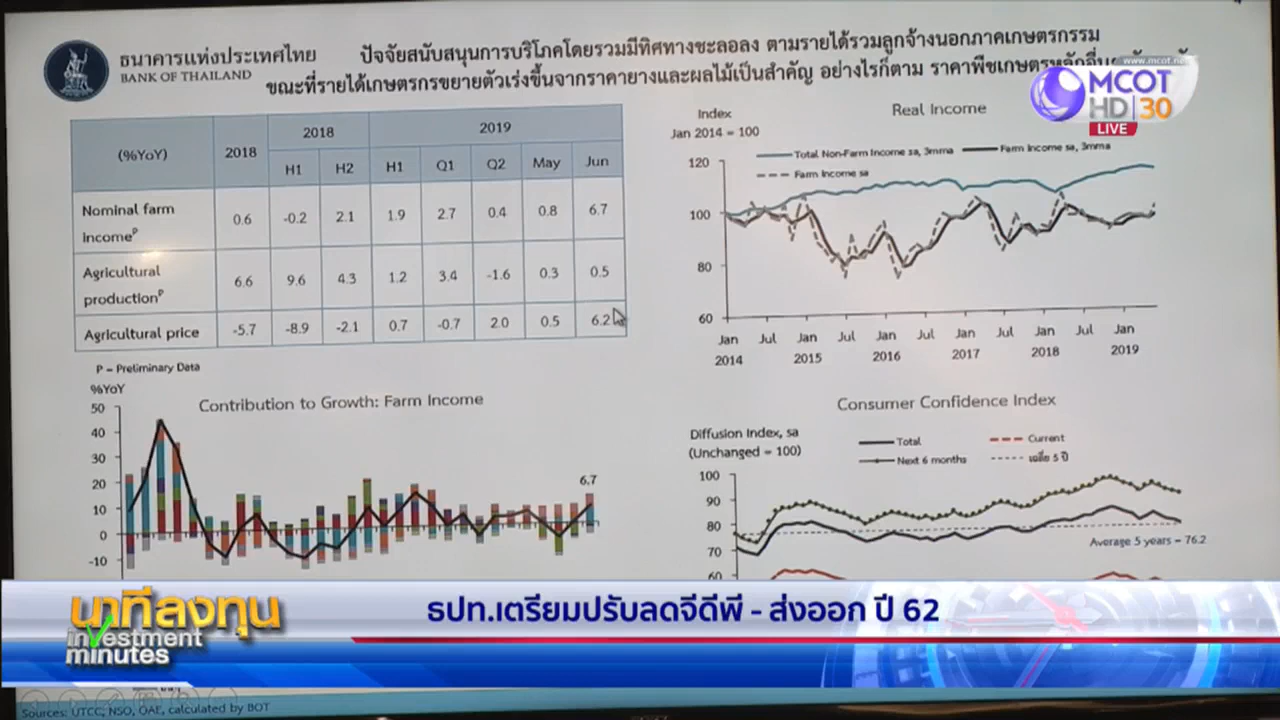 ธนาคารแห่งประเทศไทย
BANK OF THAILAND
ปัจจัยสนับสนุนการบริโภคโดยรวมมีทิศทางชะลอลง ตามรายได้รวมลูกจ้างนอกภาคเกษตรกรรม
ขณะที่รายได้เกษตรกรขยายตัวเร่งขึ้นจากราคายางและผลไม้เป็นสำคัญ อย่างไรก็ตาม ราคาพืชเกษตรหลักอื่น
www.mcot.ne
MCOT
HD 30
LIVE
(%YoY) 2018 2018 2019
H1 H2 H1 Q1 Q2 May Jun
Nominal farm incomeP 0.6 -0.2 2.1 1.9 2.7 0.4 0.8 6.7
Agricultural productionP 6.6 9.6 4.3 1.2 3.4 -1.6 0.3 0.5
Agricultural price -5.7 -8.9 -2.1 0.7 -0.7 2.0 0.5 6.2
P = Preliminary Data
Index
Jan 2014 = 100
Real Income
Total Non-Farm Income sa, 3mma
Farm Income sa, 3mma
Farm Income sa
120
100
80
60
Jan Jul Jan Jul Jan Jul Jan Jul Jan Jul Jan
2014 2015 2016 2017 2018 2019
%YoY
Contribution to Growth: Farm Income
50
40
30
20
10
0
-10
6.7
Consumer Confidence Index
Diffusion Index, sa
(Unchanged = 100)
Total
Current
Next 6 months
เฉลี่ย 5 ปี
100
90
80
70
60
Average 5 years = 76.2
นาทีลงทุน
investment
minutes
ธปท.เตรียมปรับลดจีดีพี - ส่งออก ปี 62
Sources: UTCC, NSO, OAE, calculated by BOT